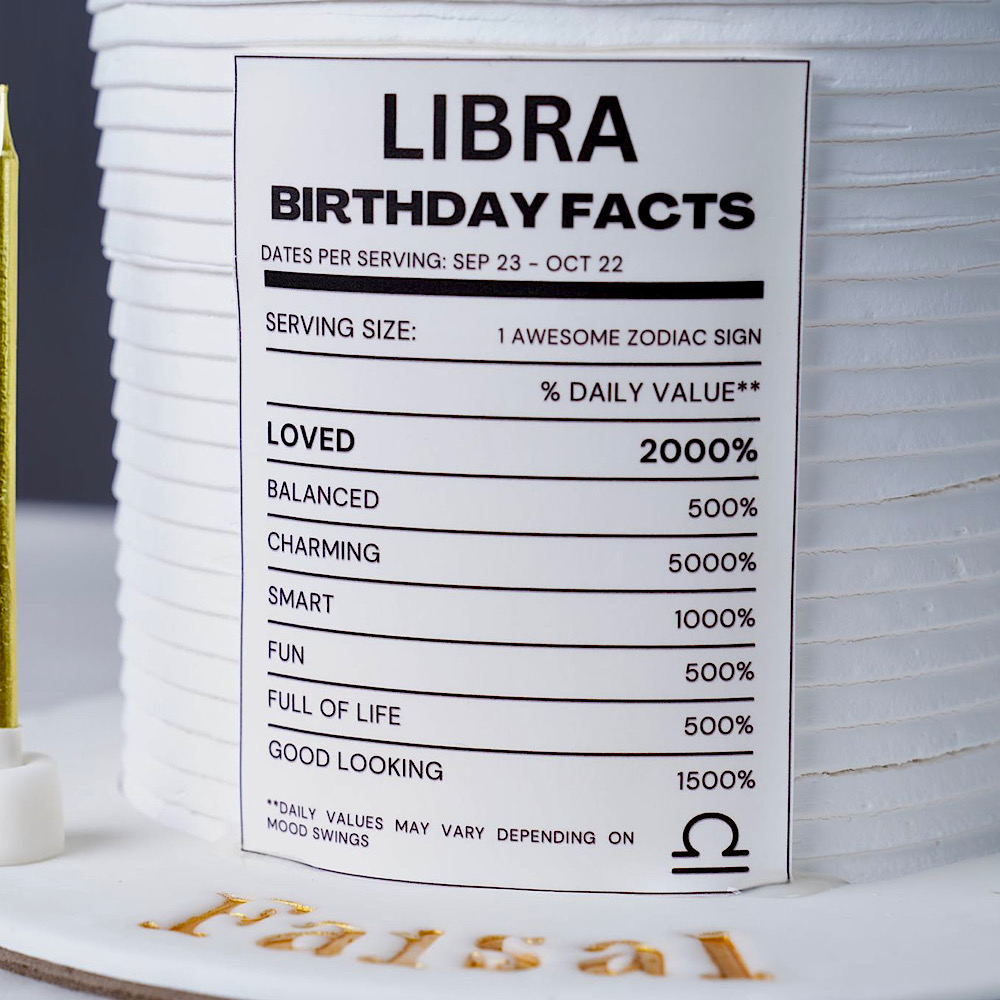 LIBRA
BIRTHDAY FACTS
DATES PER SERVING: SEP 23 - OCT 22
SERVING SIZE: 1 AWESOME ZODIAC SIGN
% DAILY VALUE**
LOVED 2000%
BALANCED 500%
CHARMING 5000%
SMART 1000%
FUN 500%
FULL OF LIFE 500%
GOOD LOOKING 1500%
**DAILY VALUES MAY VARY DEPENDING ON
MOOD SWINGS
Faisal